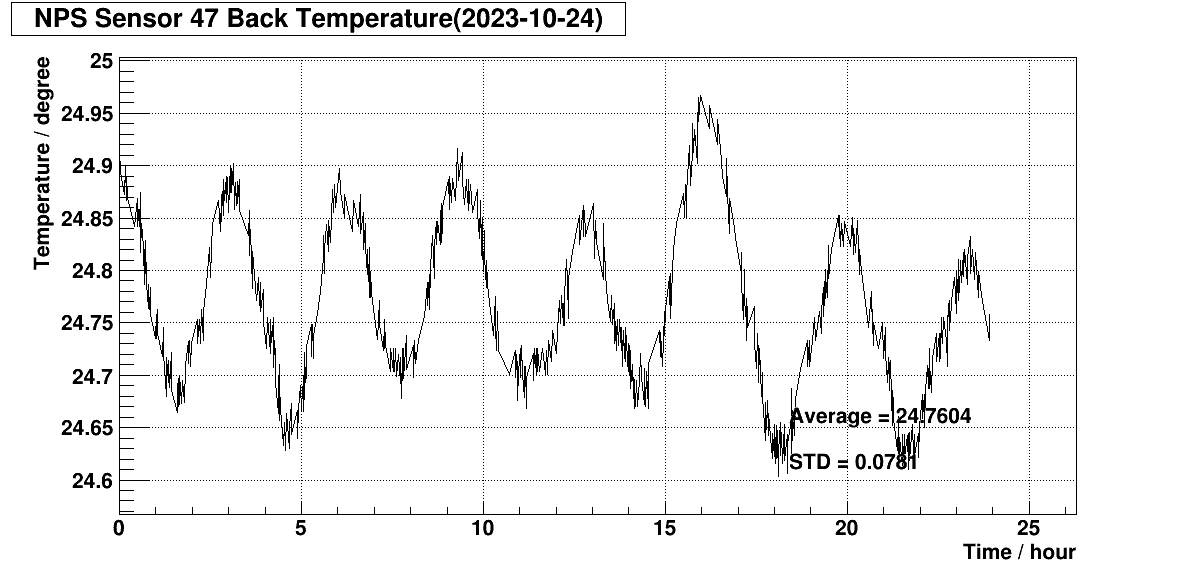 NPS Sensor 47 Back Temperature(2023-10-24)
Temperature / degree
25
24.95
24.9
24.85
24.8
24.75
24.7
24.65
24.6
Average = 24.7604
STD = 0.0781
0 5 10 15 20 25
Time / hour